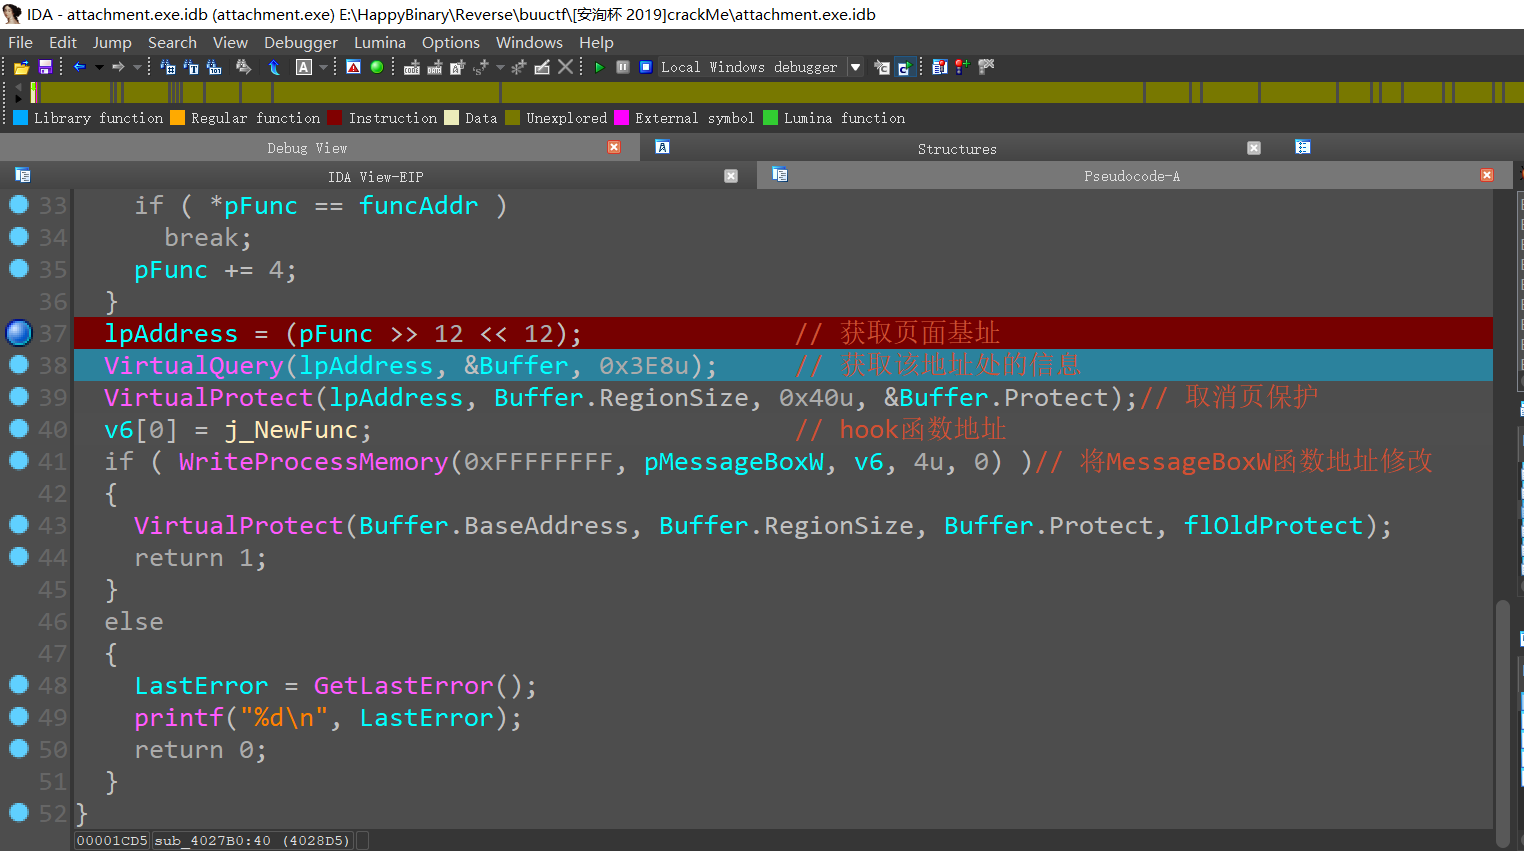 IDA - attachment.exe.idb (attachment.exe) E:\HappyBinary\Reverse\buuctf\[安洵杯 2019]crackMe\attachment.exe.idb
File Edit Jump Search View Debugger Lumina Options Windows Help
Local Windows debugger
Library function Regular function Instruction Data Unexplored External symbol Lumina function
Debug View Structures
IDA View-EIP Pseudocode-A
33 if ( *pFunc == funcAddr )
34 break;
35 pFunc += 4;
36 }
37 lpAddress = (pFunc >> 12 << 12); // 获取页面基址
38 VirtualQuery(lpAddress, &Buffer, 0x3E8u); // 获取该地址处的信息
39 VirtualProtect(lpAddress, Buffer.RegionSize, 0x40u, &Buffer.Protect);// 取消页保护
40 v6[0] = j_NewFunc; // hook函数地址
41 if ( WriteProcessMemory(0xFFFFFFFF, pMessageBoxW, v6, 4u, 0) )// 将MessageBoxW函数地址修改
42 {
43 VirtualProtect(Buffer.BaseAddress, Buffer.RegionSize, Buffer.Protect, flOldProtect);
44 return 1;
45 }
46 else
47 {
48 LastError = GetLastError();
49 printf("%d\n", LastError);
50 return 0;
51 }
52 }
00001CD5 sub_4027B0:40 (4028D5)